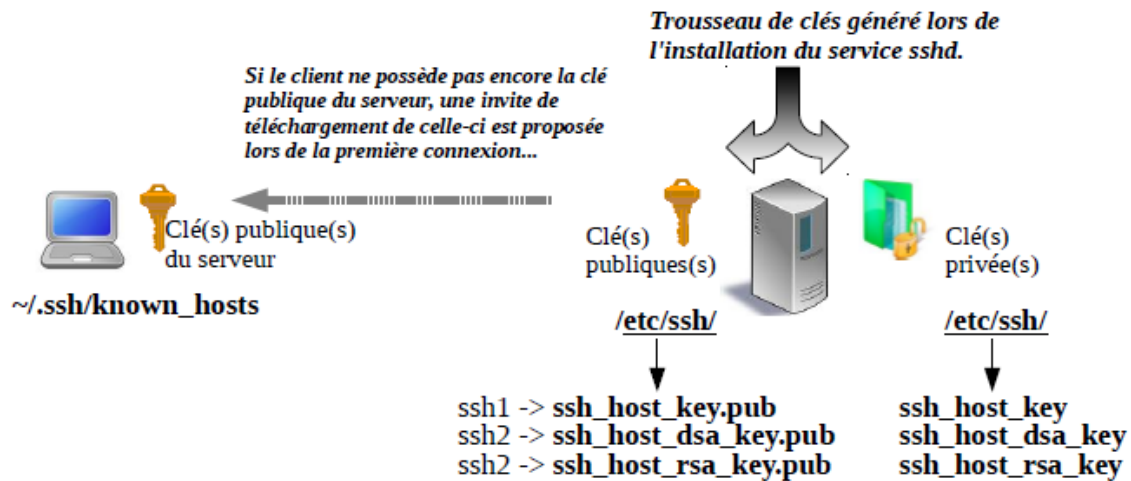 Trousseau de clés généré lors de
l'installation du service sshd.
Si le client ne possède pas encore la clé
publique du serveur, une invite de
téléchargement de celle-ci est proposée
lors de la première connexion...
Clé(s) publique(s)
du serveur
~/.ssh/known_hosts
Clé(s)
publiques(s)
/etc/ssh/
Clé(s)
privée(s)
/etc/ssh/
ssh1 -> ssh_host_key.pub
ssh2 -> ssh_host_dsa_key.pub
ssh2 -> ssh_host_rsa_key.pub
ssh_host_key
ssh_host_dsa_key
ssh_host_rsa_key